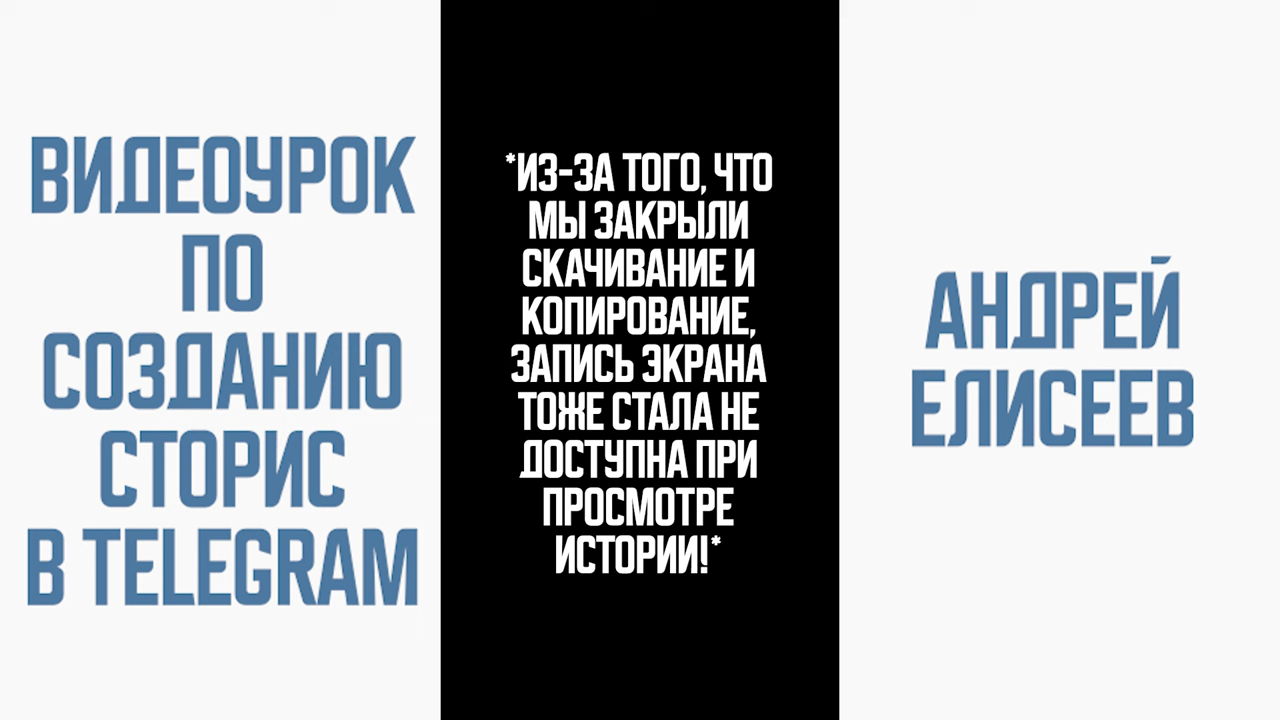 ВИДЕОУРОК
ПО
СОЗДАНИЮ
СТОРИС
В TELEGRAM
*ИЗ-ЗА ТОГО, ЧТО
МЫ ЗАКРЫЛИ
СКАЧИВАНИЕ И
КОПИРОВАНИЕ,
ЗАПИСЬ ЭКРАНА
ТОЖЕ СТАЛА НЕ
ДОСТУПНА ПРИ
ПРОСМОТРЕ
ИСТОРИИ!*
АНДРЕЙ
ЕЛИСЕЕВ